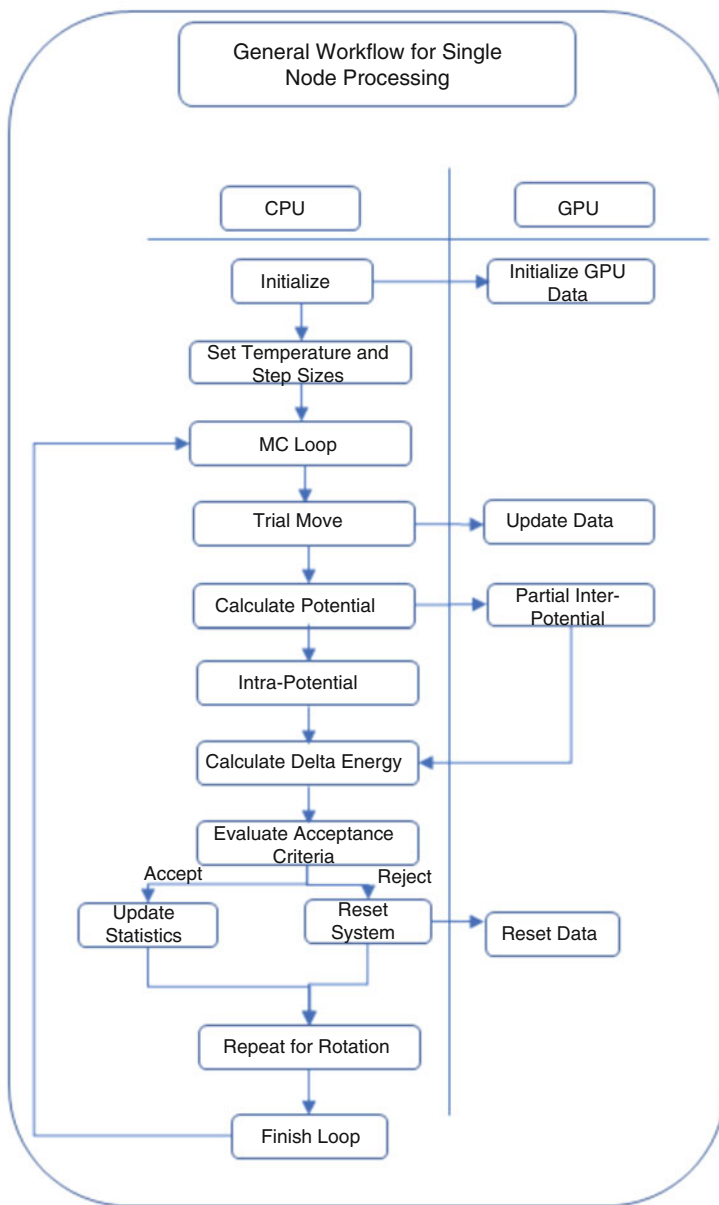 General Workflow for Single
Node Processing
CPU
GPU
Initialize
Initialize GPU
Data
Set Temperature and
Step Sizes
MC Loop
Trial Move
Update Data
Calculate Potential
Partial Inter-
Potential
Intra-Potential
Calculate Delta Energy
Evaluate Acceptance
Criteria
Accept
Reject
Update
Statistics
Reset
System
Reset Data
Repeat for Rotation
Finish Loop